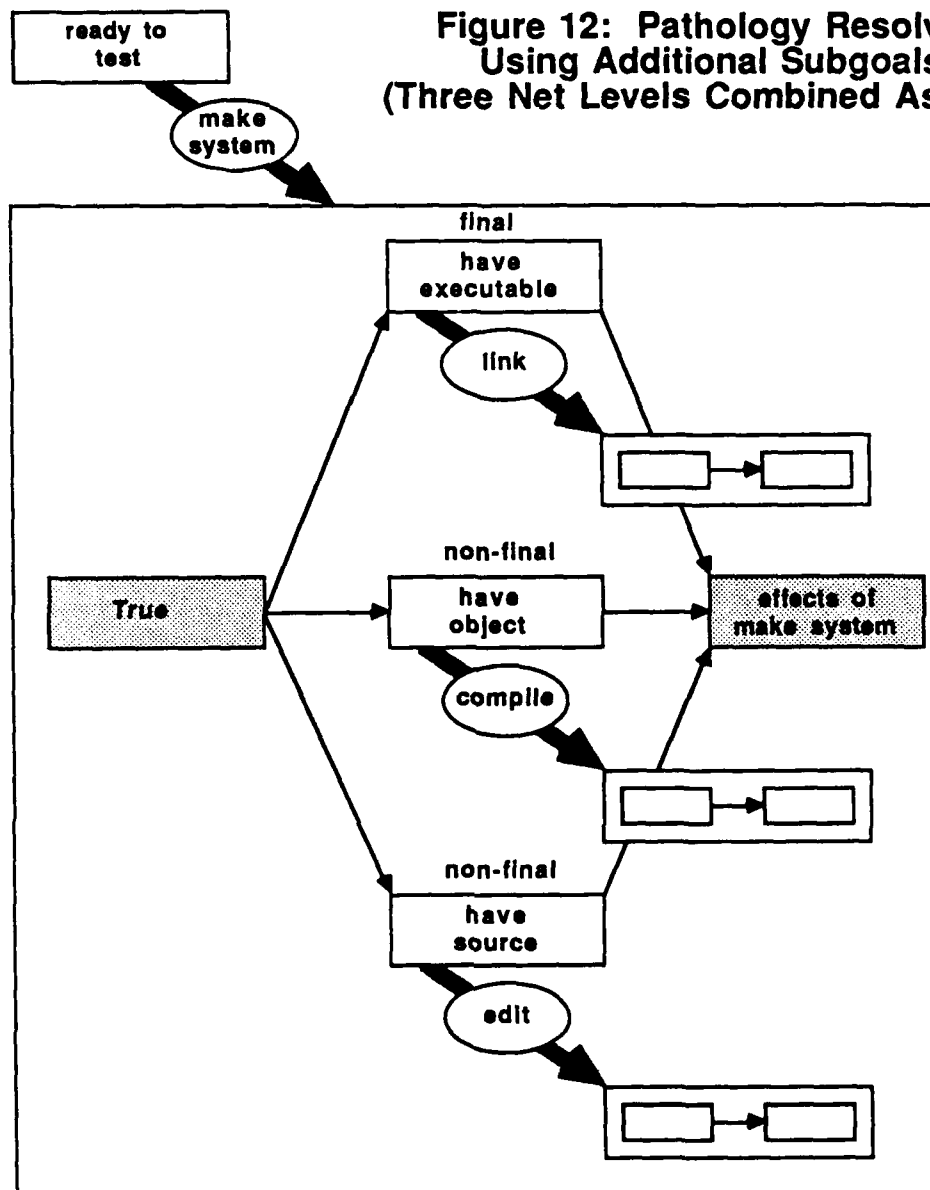 Figure 12: Pathology Resolv
Using Additional Subgoals
(Three Net Levels Combined As
ready to
test
make
system
final
have
executable
link
non-final
True
have
object
effects of
make system
compile
non-final
have
source
edit